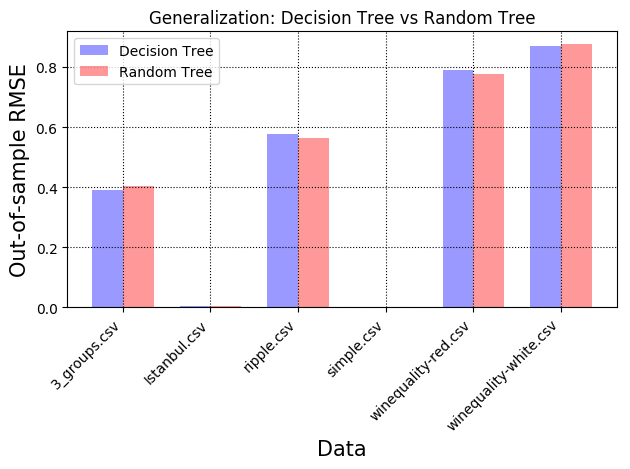 Generalization: Decision Tree vs Random Tree
Decision Tree
Random Tree
Out-of-sample RMSE
0.8
0.6
0.4
0.2
0.0
3_groups.csv
Istanbul.csv
ripple.csv
simple.csv
winequality-red.csv
winequality-white.csv
Data